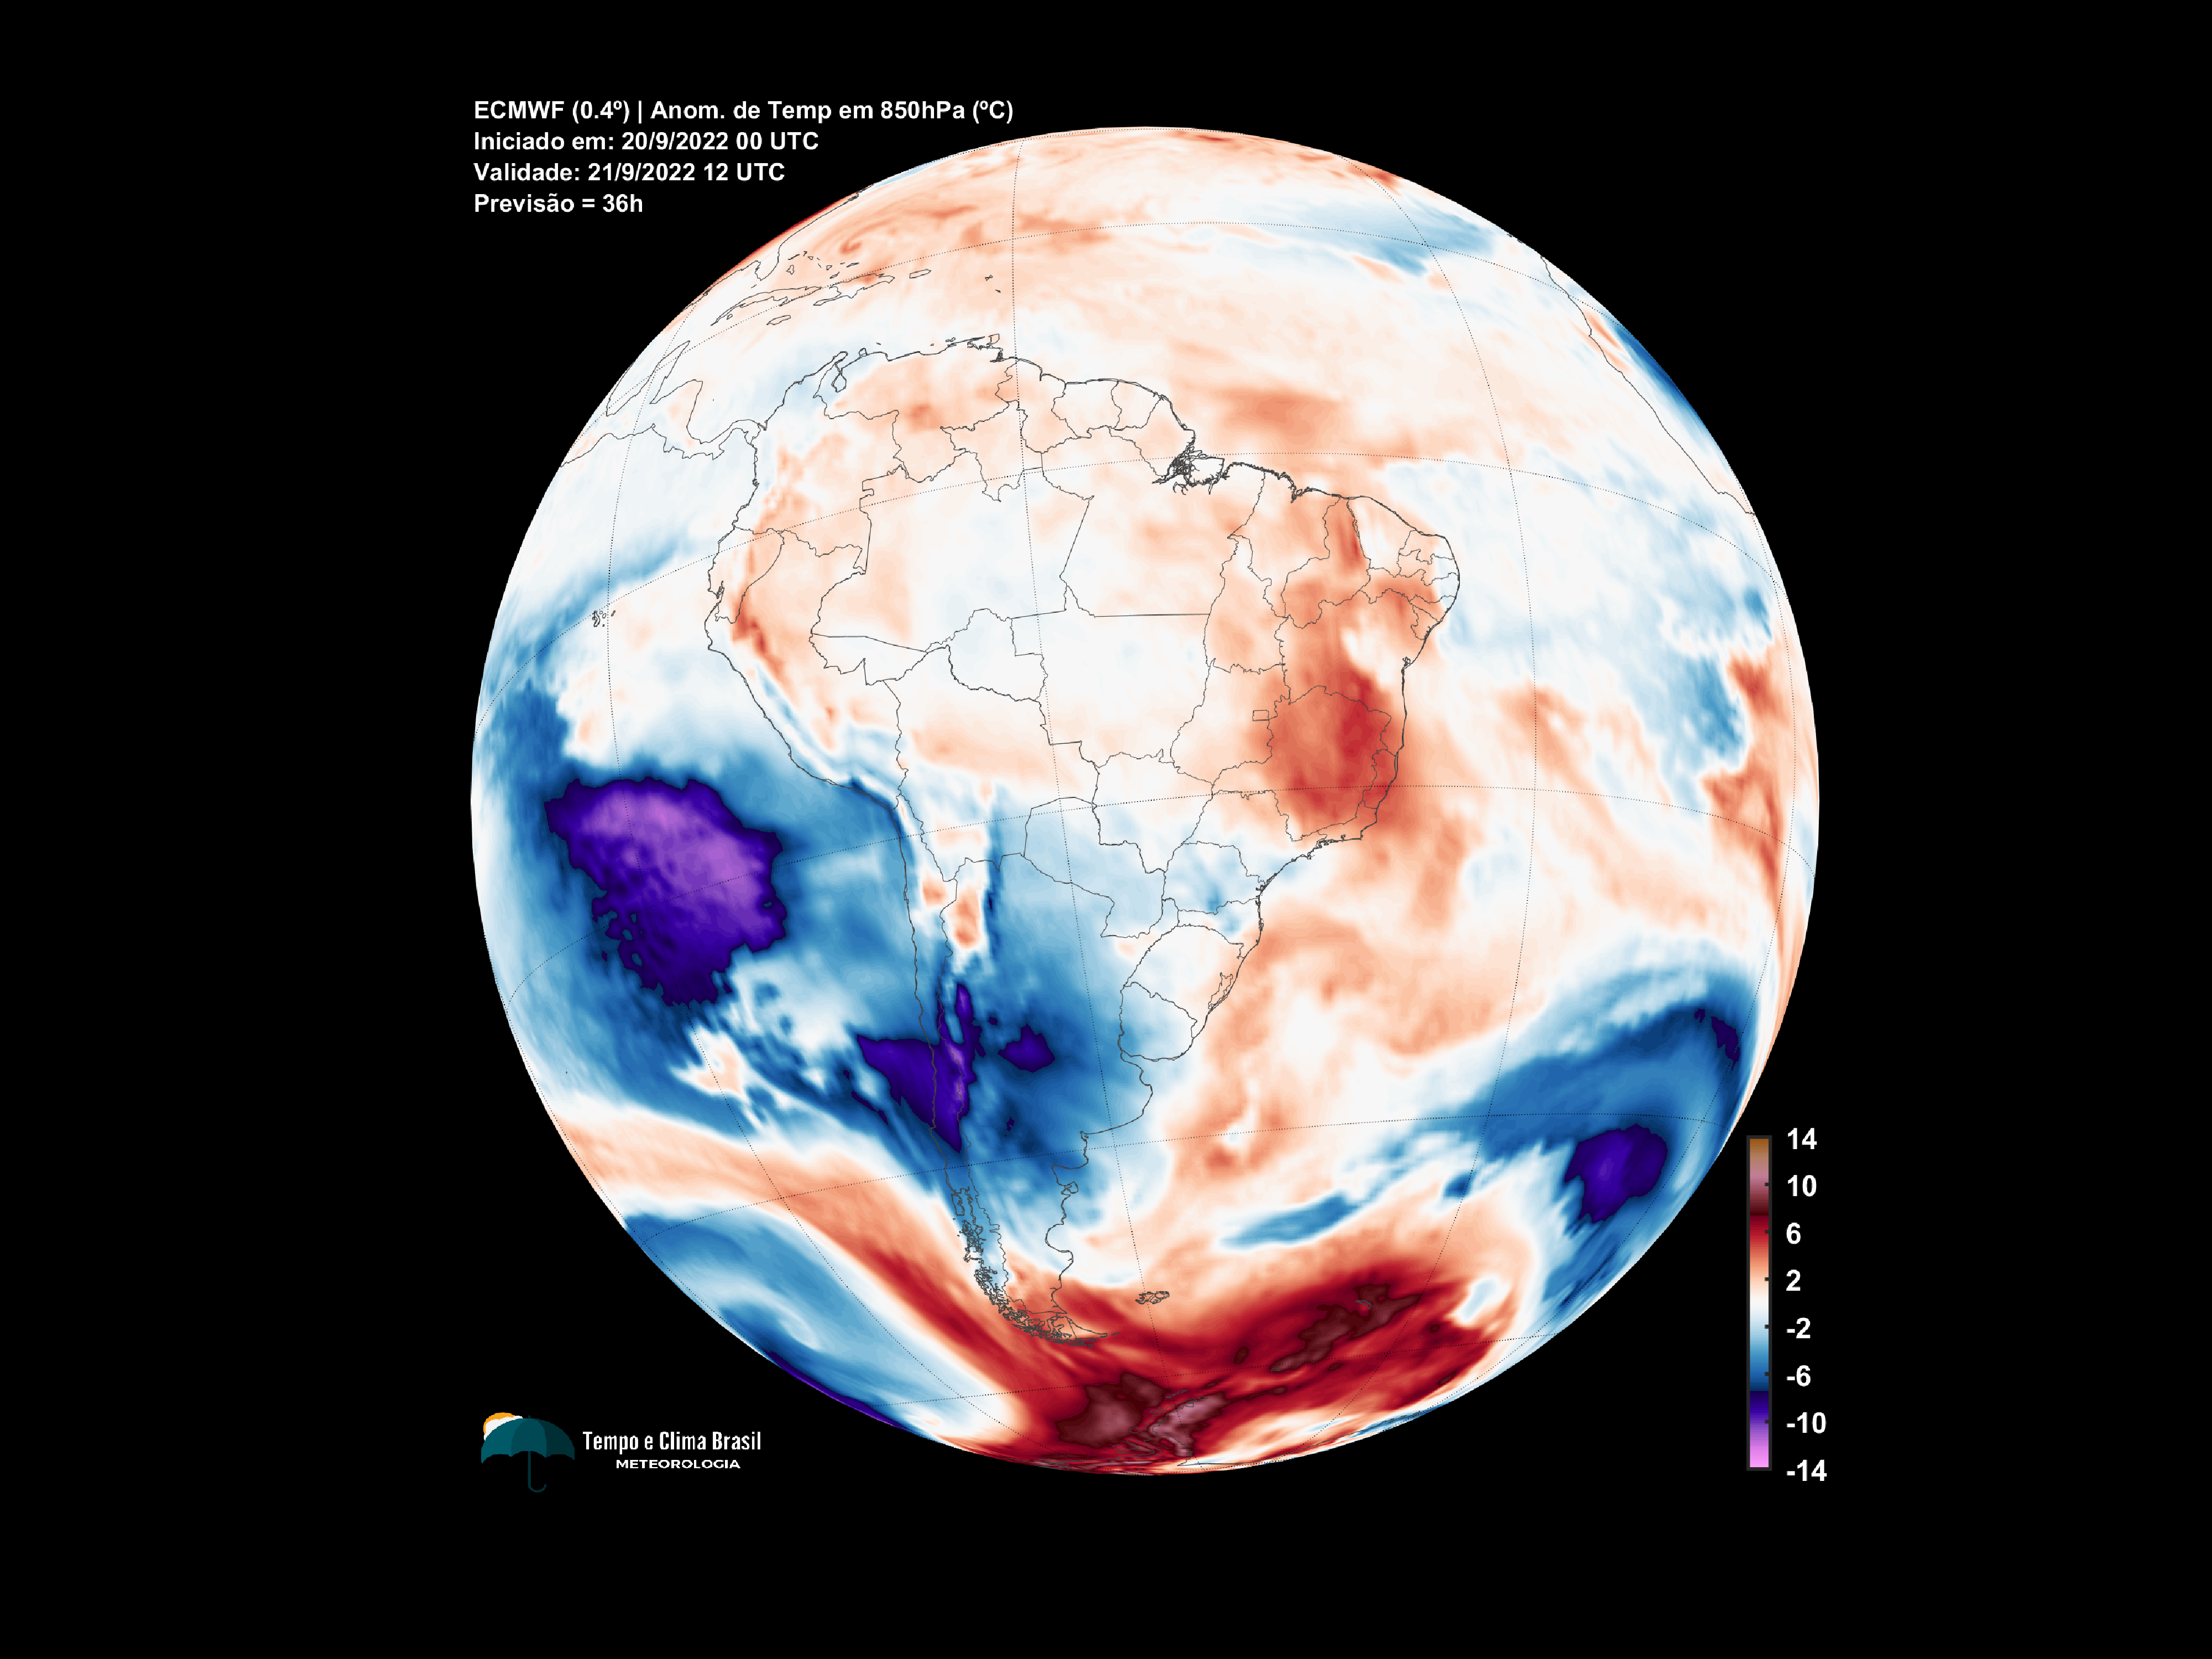 ECMWF (0.4º) | Anom. de Temp em 850hPa (ºC)
Iniciado em: 20/9/2022 00 UTC
Validade: 21/9/2022 12 UTC
Previsão = 36h
14
10
6
2
-2
-6
-10
-14
Tempo e Clima Brasil
METEOROLOGIA